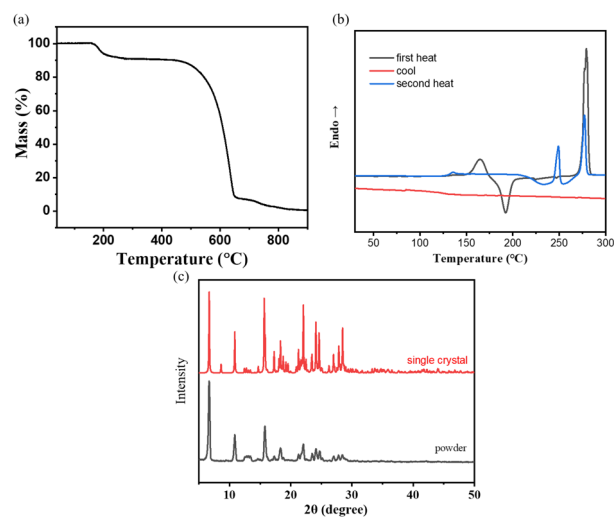 (a)
100
80
60
40
20
0
Mass (%)
200
400
600
800
Temperature (°C)
(b)
first heat
cool
second heat
Endo →
50
100
150
200
250
300
Temperature (°C)
(c)
single crystal
powder
Intensity
10
20
30
40
50
2θ (degree)